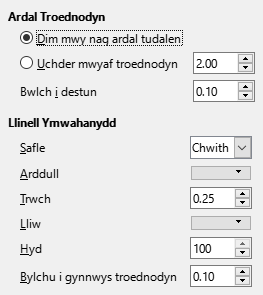 Ardal Troednodyn
Dim mwy nag ardal tudalen
Uchder mwyaf troednodyn 2.00
Bwlch i destun 0.10
Llinell Ymwahanydd
Safle Chwith
Arddull
Trwch 0.25
Lliw
Hyd 100
Bylchu i gynnwys troednodyn 0.10